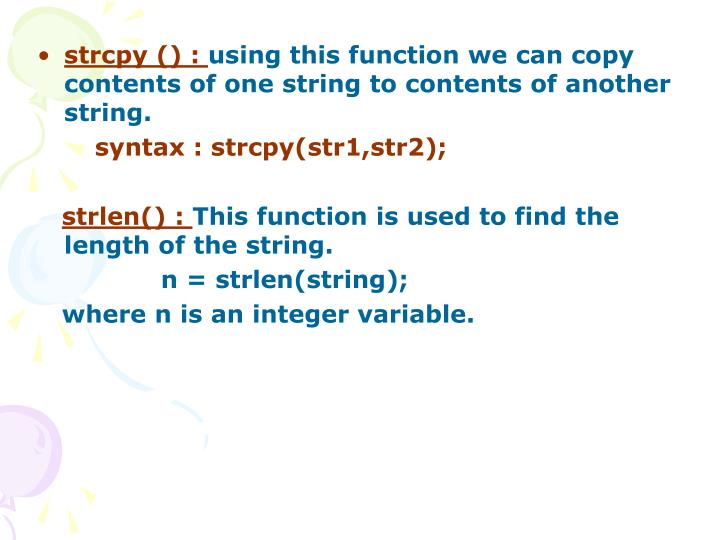 • strcpy () : using this function we can copy
contents of one string to contents of another
string.
syntax : strcpy(str1,str2);
strlen() : This function is used to find the
length of the string.
n = strlen(string);
where n is an integer variable.